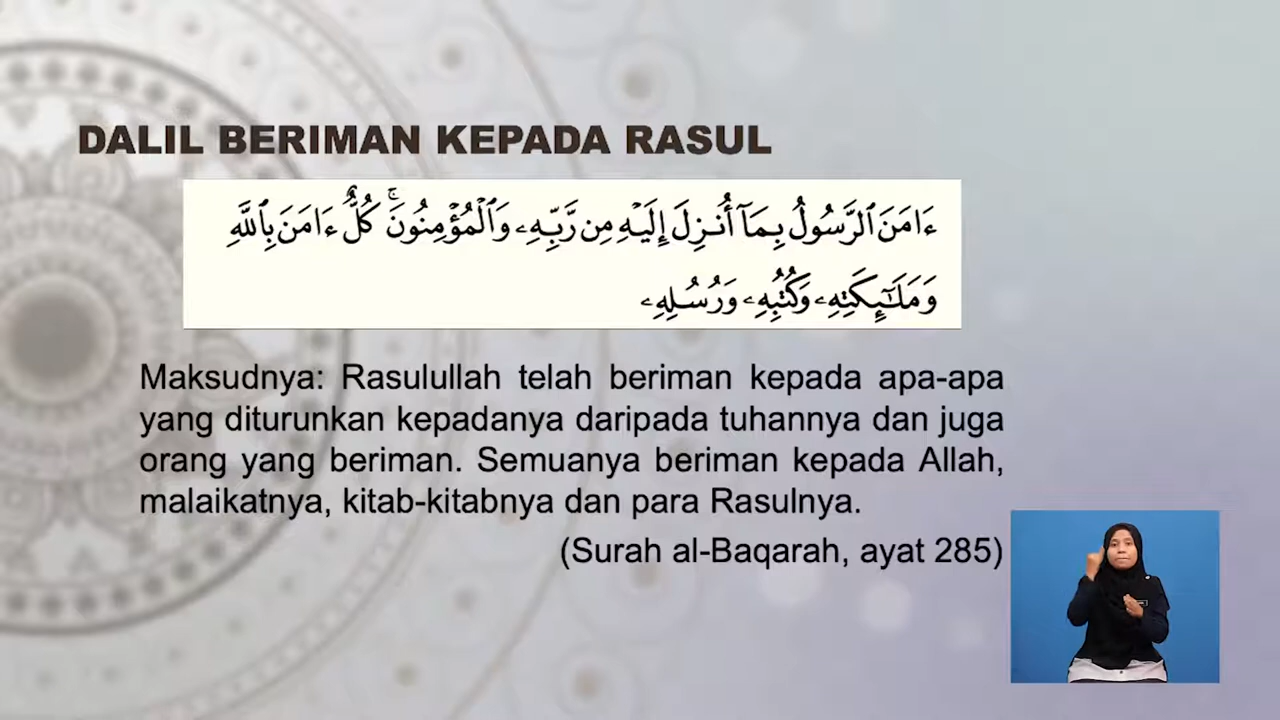 DALIL BERIMAN KEPADA RASUL
ءَامَنَ ٱلرَّسُولُ بِمَآ أُنزِلَ إِلَيْهِ مِن رَّبِّهِۦ وَٱلْمُؤْمِنُونَۚ كُلٌّ ءَامَنَ بِٱللَّهِ
وَمَلَـٰٓئِكَتِهِۦ وَكُتُبِهِۦ وَرُسُلِهِۦ
Maksudnya: Rasulullah telah beriman kepada apa-apa
yang diturunkan kepadanya daripada tuhannya dan juga
orang yang beriman. Semuanya beriman kepada Allah,
malaikatnya, kitab-kitabnya dan para Rasulnya.
(Surah al-Baqarah, ayat 285)